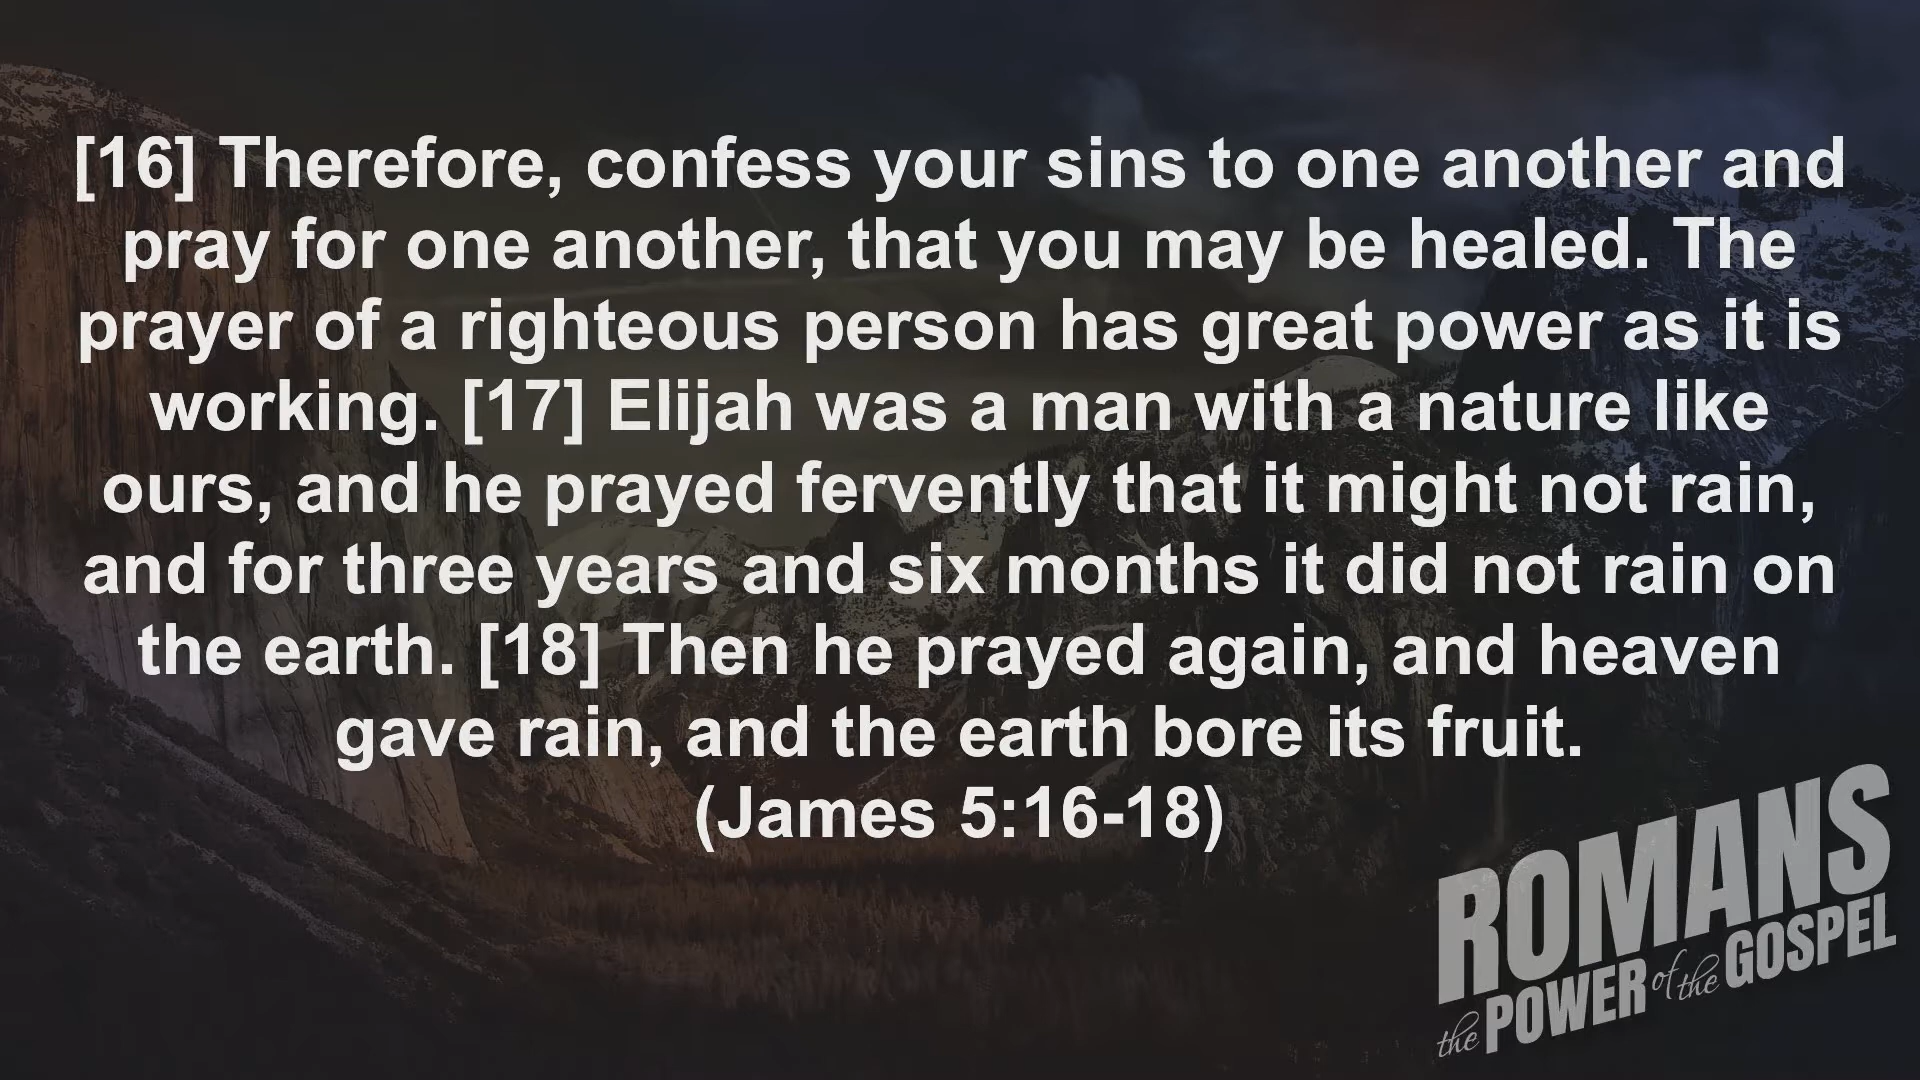 [16] Therefore, confess your sins to one another and
pray for one another, that you may be healed. The
prayer of a righteous person has great power as it is
working. [17] Elijah was a man with a nature like
ours, and he prayed fervently that it might not rain,
and for three years and six months it did not rain on
the earth. [18] Then he prayed again, and heaven
gave rain, and the earth bore its fruit.
(James 5:16-18)
ROMANS
the POWER of the GOSPEL